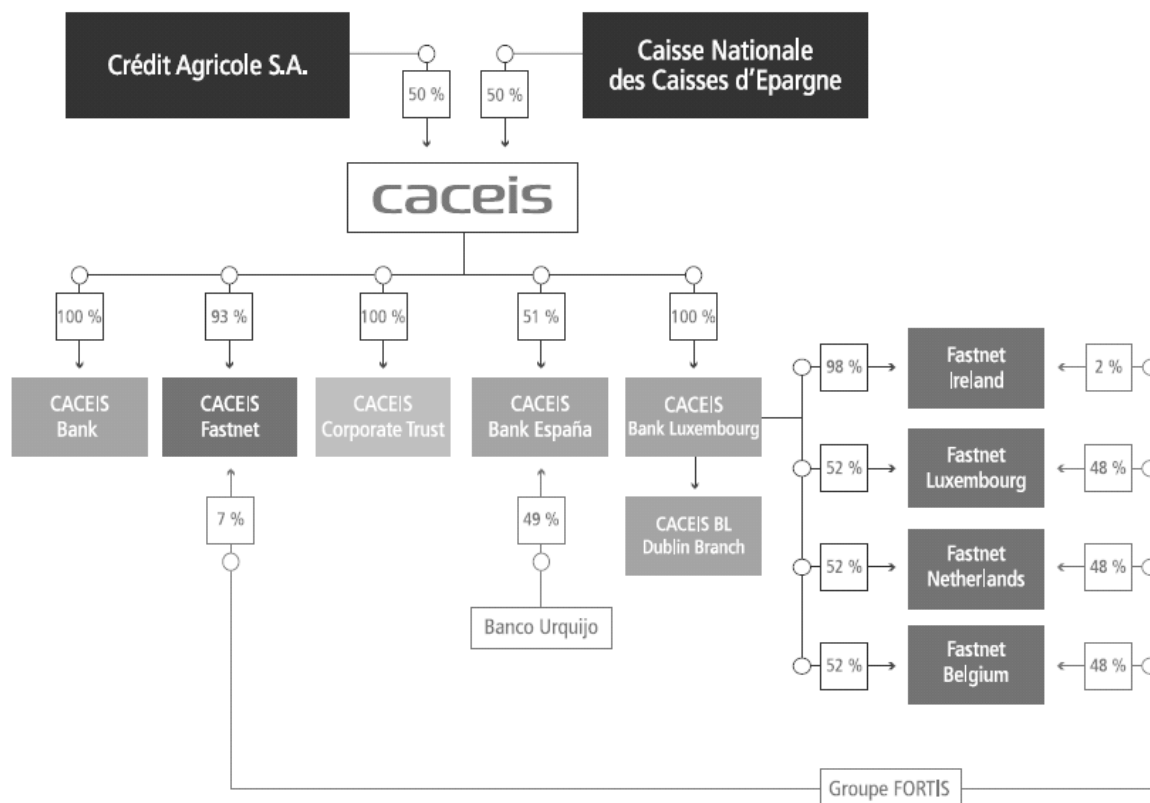 Crédit Agricole S.A.
Caisse Nationale
des Caisses d'Epargne
50 %
50 %
caceis
100 %
93 %
100 %
51 %
100 %
CACEIS
Bank
CACEIS
Fastnet
CACEIS
Corporate Trust
CACEIS
Bank España
CACEIS
Bank Luxembourg
98 %
Fastnet
Ireland
2 %
52 %
Fastnet
Luxembourg
48 %
7 %
49 %
CACEIS BL
Dublin Branch
52 %
Fastnet
Netherlands
48 %
Banco Urquijo
52 %
Fastnet
Belgium
48 %
Groupe FORTIS